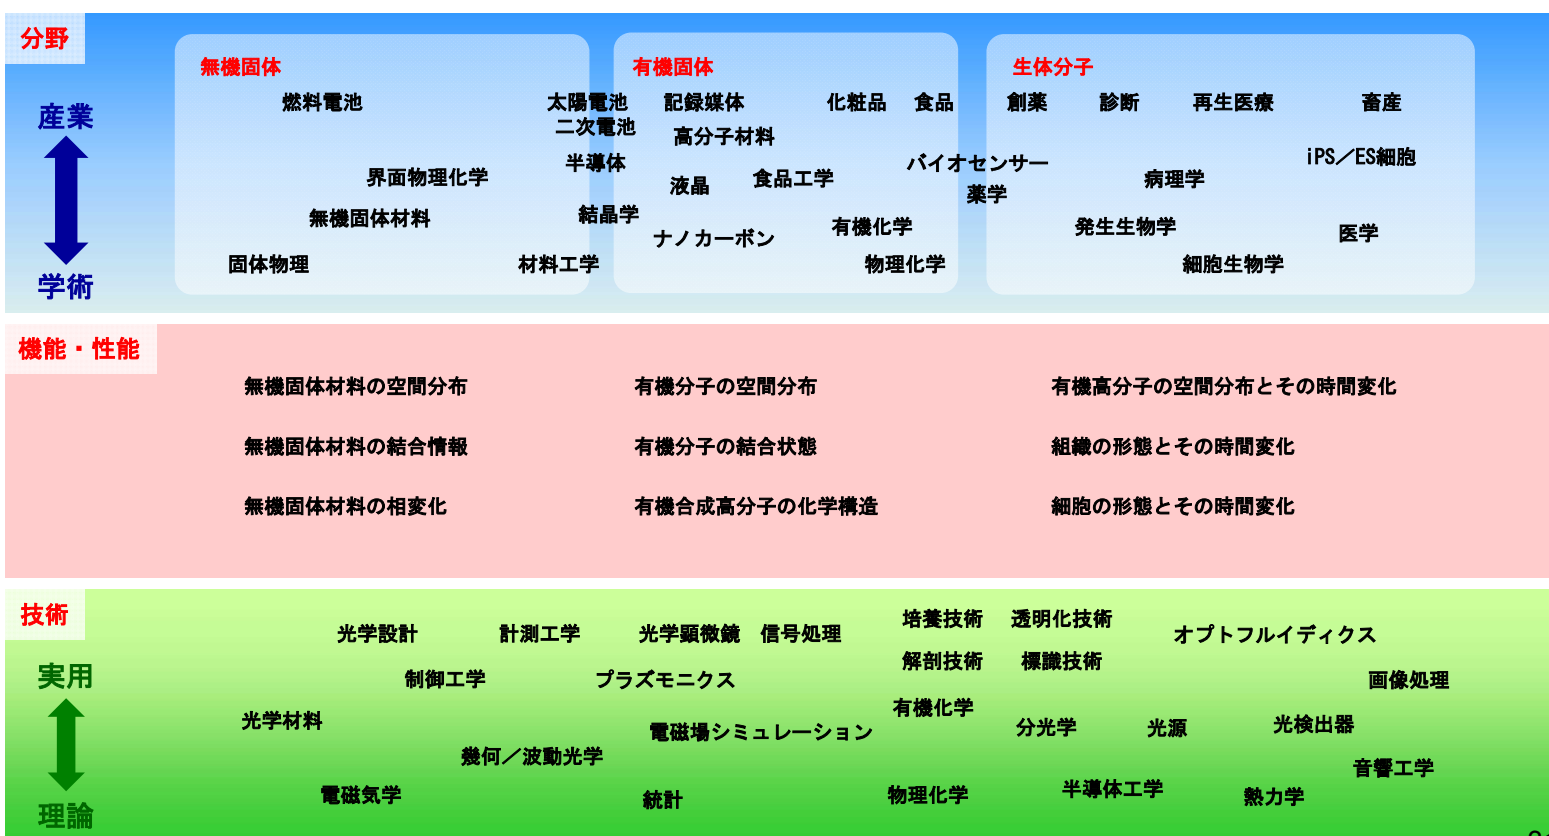 分野
産業
学術
無機固体
燃料電池
太陽電池
二次電池
半導体
界面物理化学
無機固体材料
結晶学
固体物理
材料工学
有機固体
記録媒体
化粧品
食品
高分子材料
バイオセンサー
液晶
食品工学
薬学
ナノカーボン
有機化学
物理化学
生体分子
創薬
診断
再生医療
畜産
iPS／ES細胞
病理学
発生生物学
医学
細胞生物学
機能・性能
無機固体材料の空間分布
有機分子の空間分布
有機高分子の空間分布とその時間変化
無機固体材料の結合情報
有機分子の結合状態
組織の形態とその時間変化
無機固体材料の相変化
有機合成高分子の化学構造
細胞の形態とその時間変化
技術
実用
理論
光学設計
計測工学
光学顕微鏡
信号処理
培養技術
透明化技術
オプトフルイディクス
解剖技術
標識技術
制御工学
プラズモニクス
画像処理
光学材料
有機化学
電磁場シミュレーション
分光学
光源
光検出器
幾何／波動光学
音響工学
電磁気学
統計
物理化学
半導体工学
熱力学